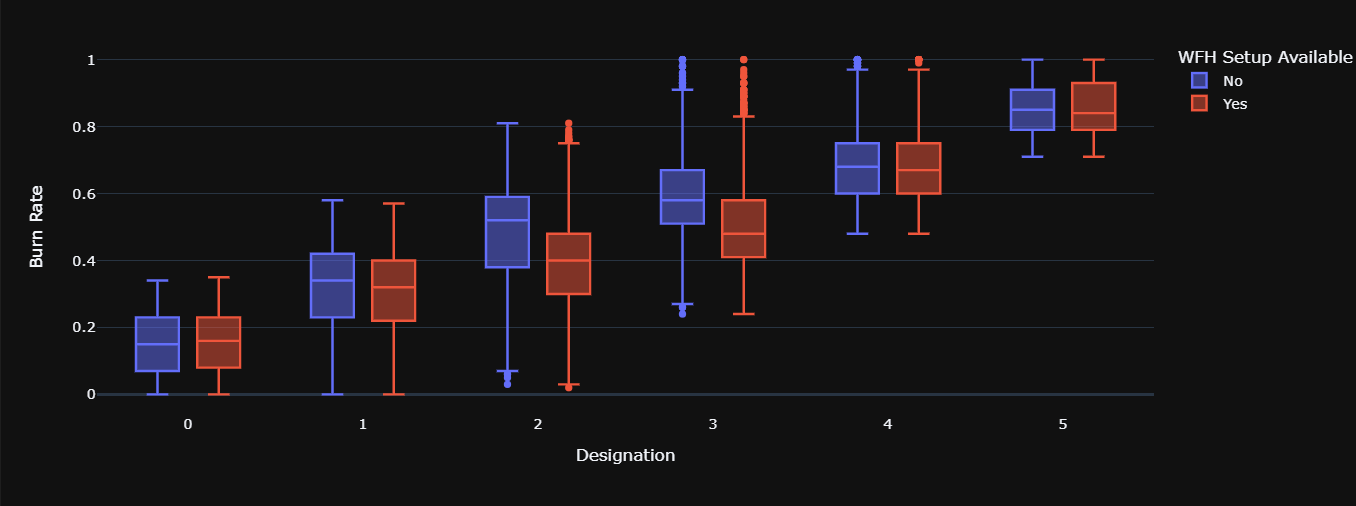 WFH Setup Available
No
Yes
Burn Rate
1
0.8
0.6
0.4
0.2
0
0 1 2 3 4 5
Designation